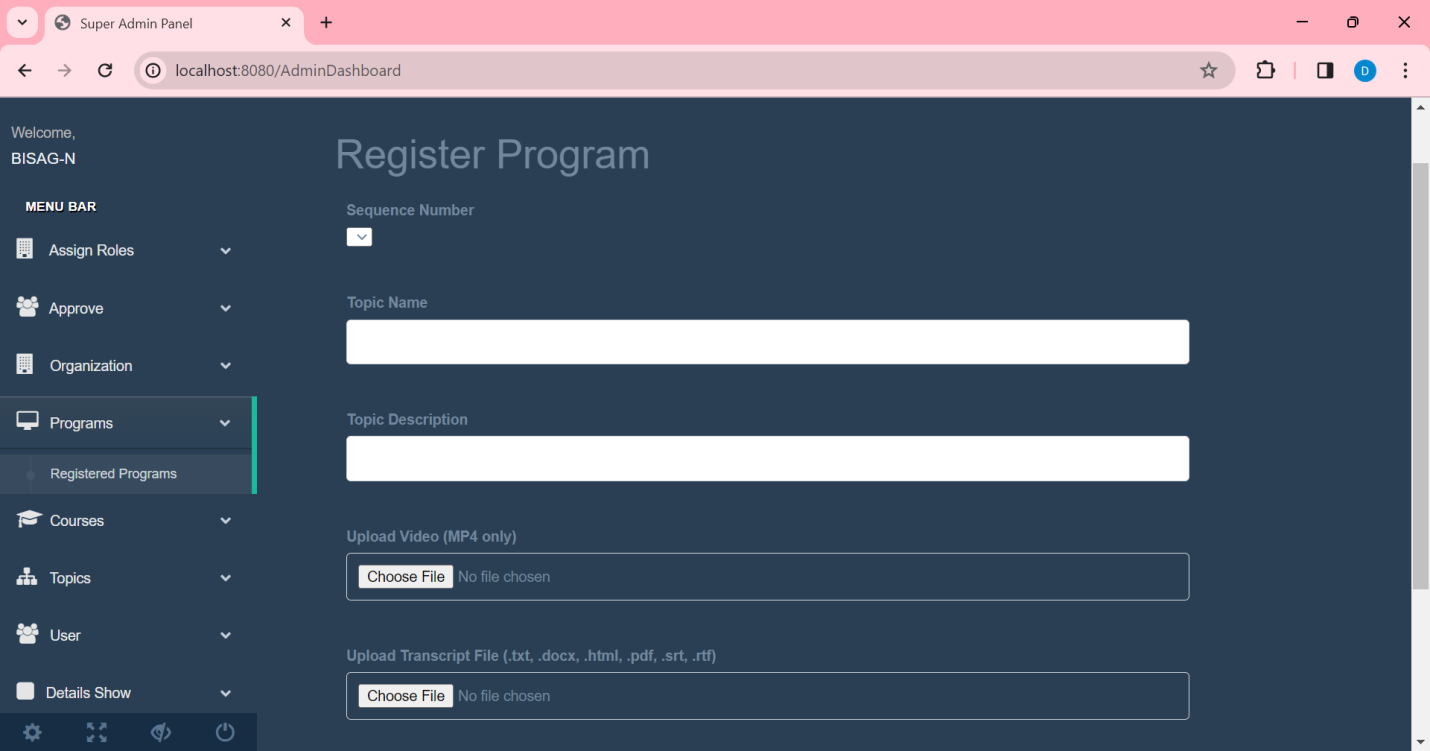 Super Admin Panel
localhost:8080/AdminDashboard
D
Welcome,
BISAG-N
MENU BAR
Assign Roles
Approve
Organization
Programs
Registered Programs
Courses
Topics
User
Details Show
Register Program
Sequence Number
Topic Name
Topic Description
Upload Video (MP4 only)
Choose File No file chosen
Upload Transcript File (.txt, .docx, .html, .pdf, .srt, .rtf)
Choose File No file chosen